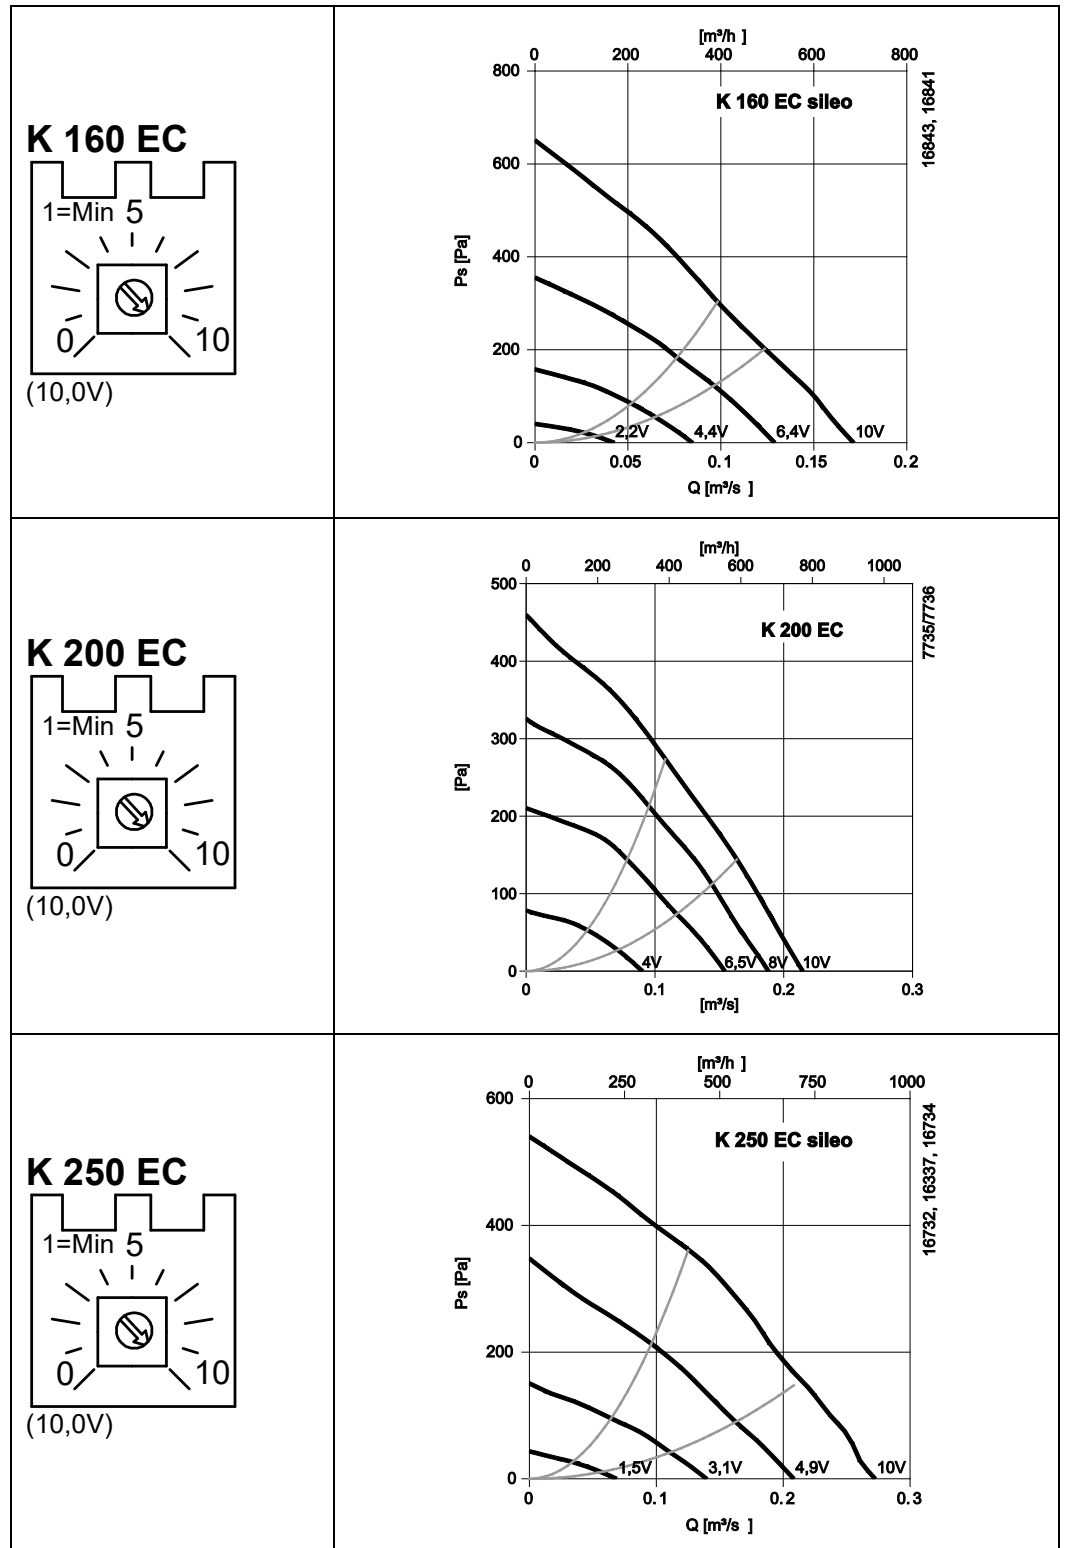 K 160 EC
1=Min 5
0 10
(10,0V)
[m³/h ]
0 200 400 600 800
800
600
400
200
0
Ps [Pa]
K 160 EC sileo
16843, 16841
2,2V 4,4V 6,4V 10V
0 0.05 0.1 0.15 0.2
Q [m³/s ]
K 200 EC
1=Min 5
0 10
(10,0V)
[m³/h]
0 200 400 600 800 1000
500
400
300
200
100
0
[Pa]
K 200 EC
7735/7736
4V 6,5V 8V 10V
0 0.1 0.2 0.3
[m³/s]
K 250 EC
1=Min 5
0 10
(10,0V)
[m³/h ]
0 250 500 750 1000
600
400
200
0
Ps [Pa]
K 250 EC sileo
16732, 16337, 16734
1,5V 3,1V 4,9V 10V
0 0.1 0.2 0.3
Q [m³/s ]